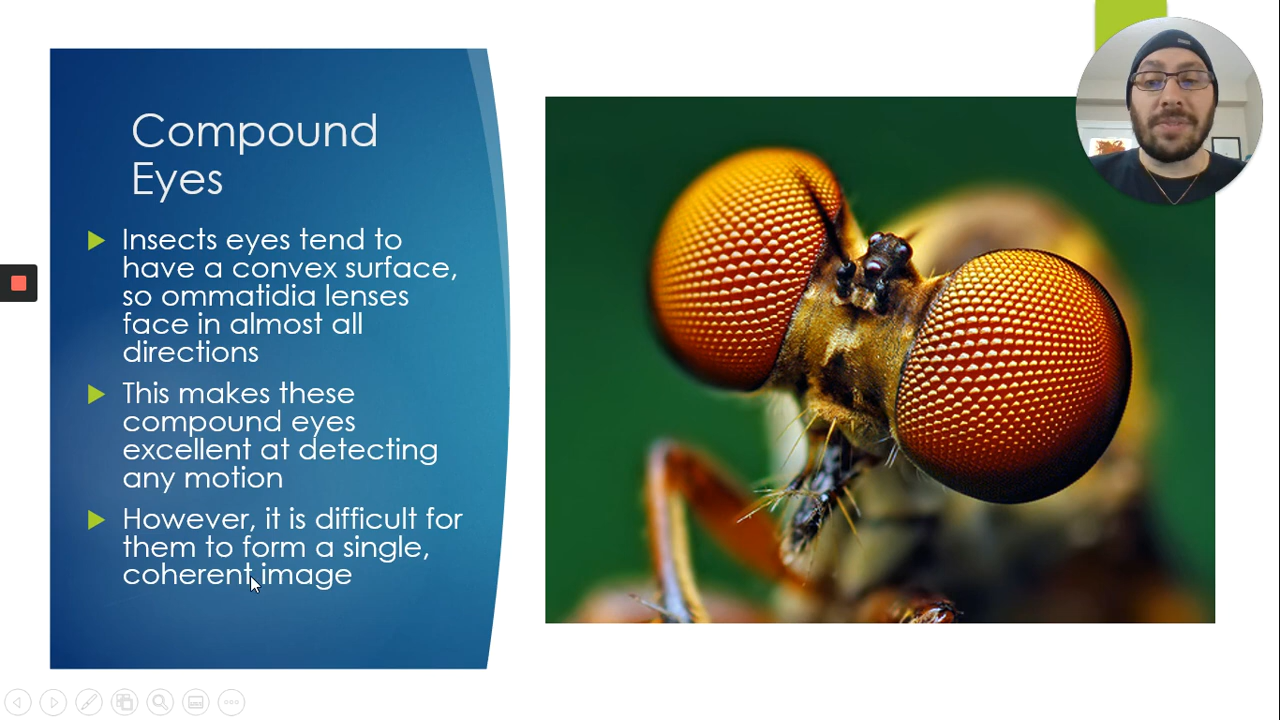 Compound
Eyes
Insects eyes tend to
have a convex surface,
so ommatidia lenses
face in almost all
directions
This makes these
compound eyes
excellent at detecting
any motion
However, it is difficult for
them to form a single,
coherent image